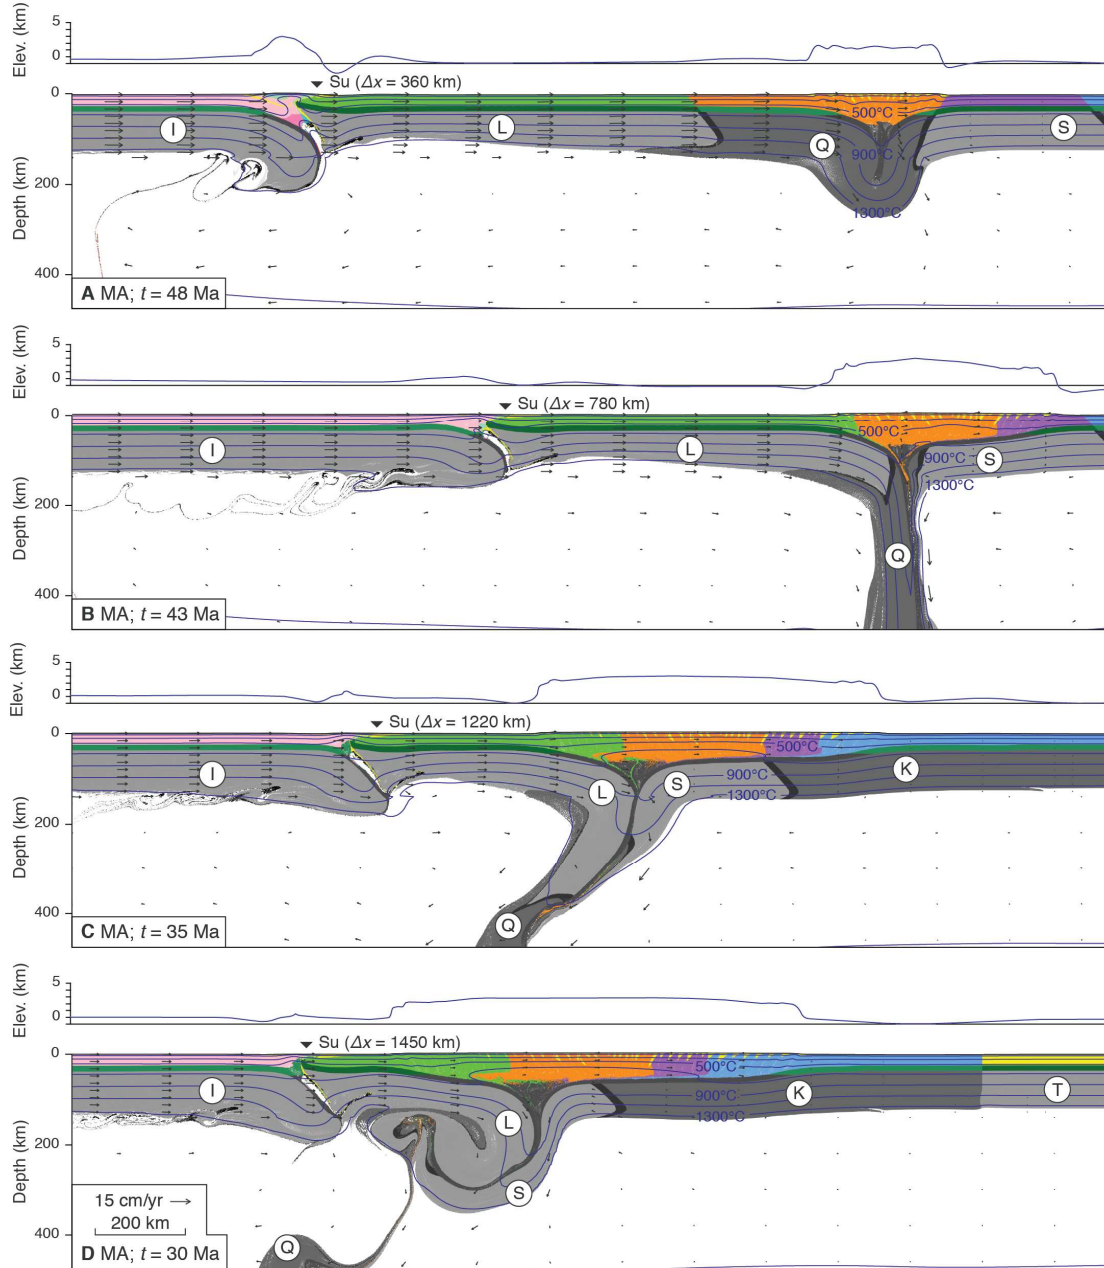 Elev. (km)
5
0
Su (Δx = 360 km)
Depth (km)
0
200
400
I
L
Q
S
500°C
900°C
1300°C
A MA; t = 48 Ma
Elev. (km)
5
0
Su (Δx = 780 km)
Depth (km)
0
200
400
I
L
S
Q
500°C
900°C
1300°C
B MA; t = 43 Ma
Elev. (km)
5
0
Su (Δx = 1220 km)
Depth (km)
0
200
400
I
L
S
K
Q
500°C
900°C
1300°C
C MA; t = 35 Ma
Elev. (km)
5
0
Su (Δx = 1450 km)
Depth (km)
0
200
400
I
L
S
K
T
Q
500°C
900°C
1300°C
15 cm/yr
200 km
D MA; t = 30 Ma